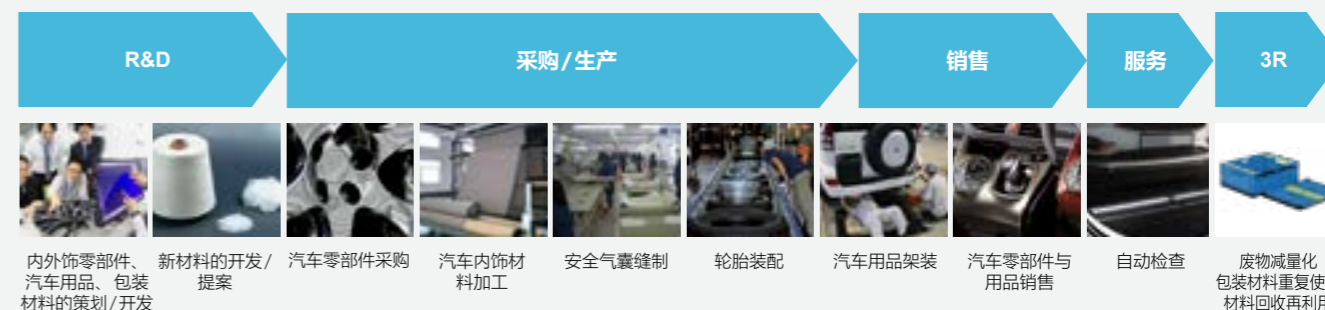 R&D
采购/生产
销售
服务
3R
内外饰零部件、
汽车用品、包装
材料的策划/开发
新材料的开发/
提案
汽车零部件采购
汽车内饰材
料加工
安全气囊缝制
轮胎装配
汽车用品架装
汽车零部件与
用品销售
自动检查
废物减量化
包装材料重复使
材料回收再利用